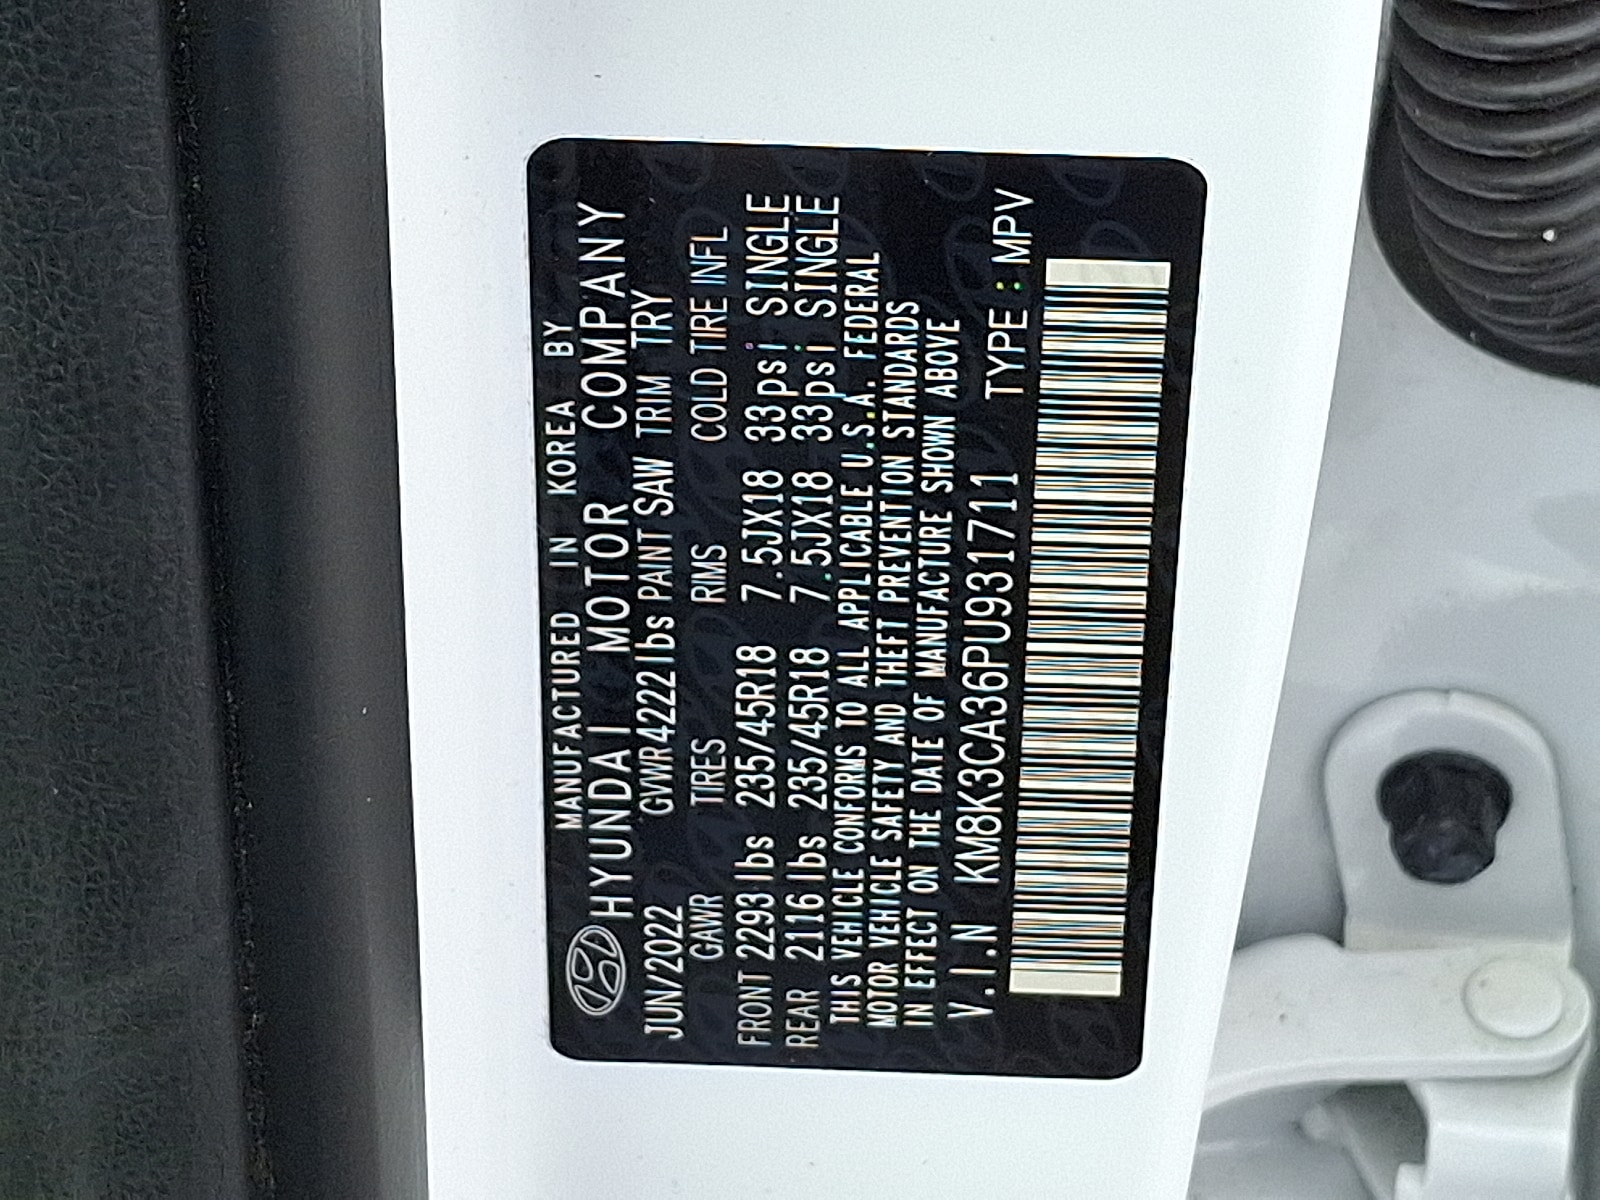 MANUFACTURED IN KOREA BY
HYUNDAI MOTOR COMPANY
JUN/2022 GVWR4222lbs PAINT SAW TRIM TRY
GAWR TIRES RIMS COLD TIRE INFL
FRONT 2293 lbs 235/45R18 7.5JX18 33psi SINGLE
REAR 2116 lbs 235/45R18 7.5JX18 33psi SINGLE
THIS VEHICLE CONFORMS TO ALL APPLICABLE U.S.A. FEDERAL
MOTOR VEHICLE SAFETY AND THEFT PREVENTION STANDARDS
IN EFFECT ON THE DATE OF MANUFACTURE SHOWN ABOVE
V.I.N KM8K3CA36PU931711 TYPE : MPV